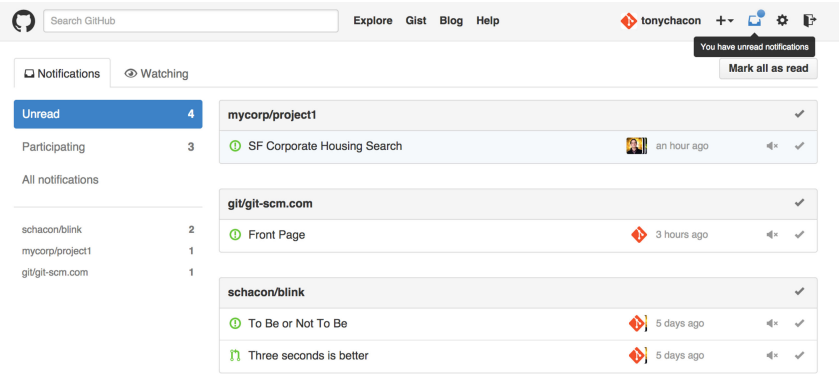 Search GitHub Explore Gist Blog Help tonychacon
You have unread notifications
Notifications Watching Mark all as read
Unread 4
Participating 3
All notifications
schacon/blink 2
mycorp/project1 1
git/git-scm.com 1
mycorp/project1
SF Corporate Housing Search an hour ago
git/git-scm.com
Front Page 3 hours ago
schacon/blink
To Be or Not To Be 5 days ago
Three seconds is better 5 days ago